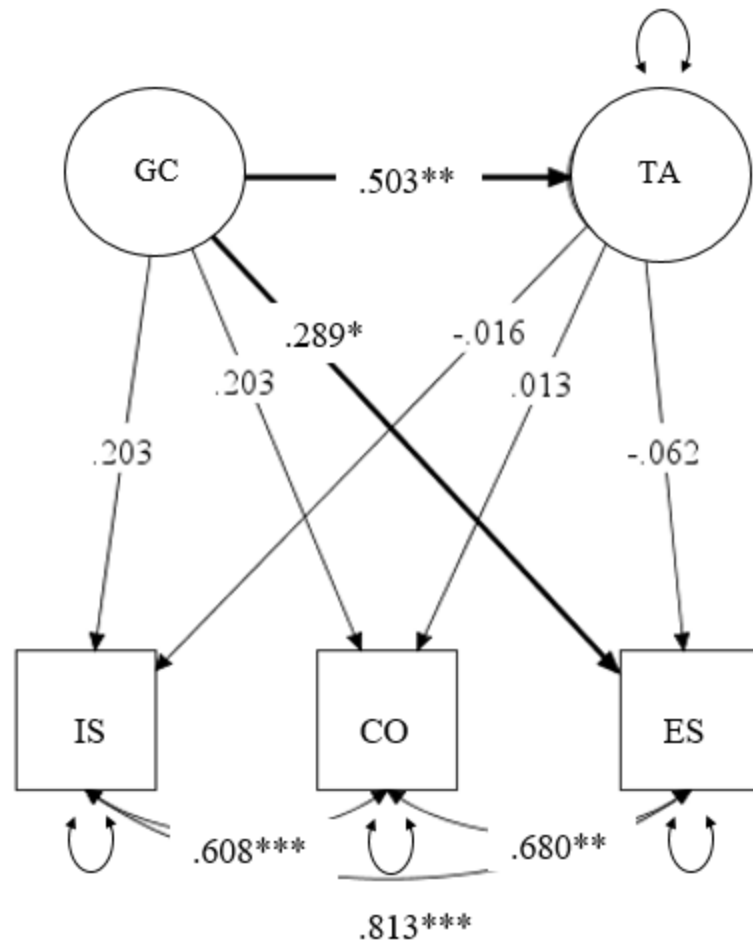 GC
TA
.503**
.289*
-.016
.203
.013
.203
-.062
IS
CO
ES
.608***
.680**
.813***